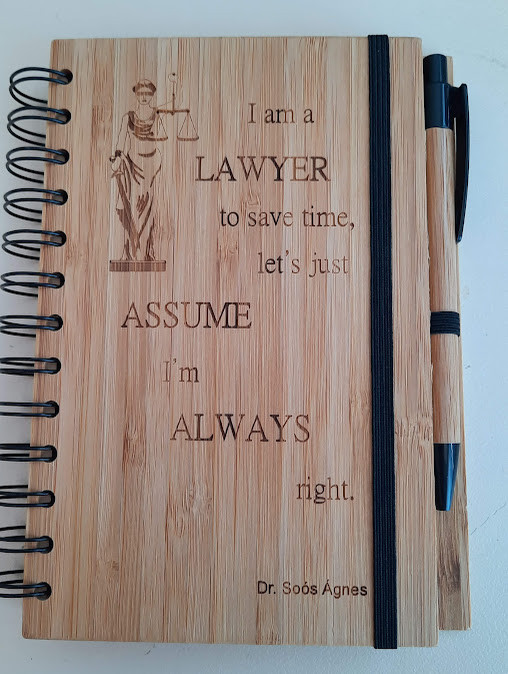 I am a
LAWYER
to save time,
let's just
ASSUME
I'm
ALWAYS
right.
Dr. Soós Ágnes